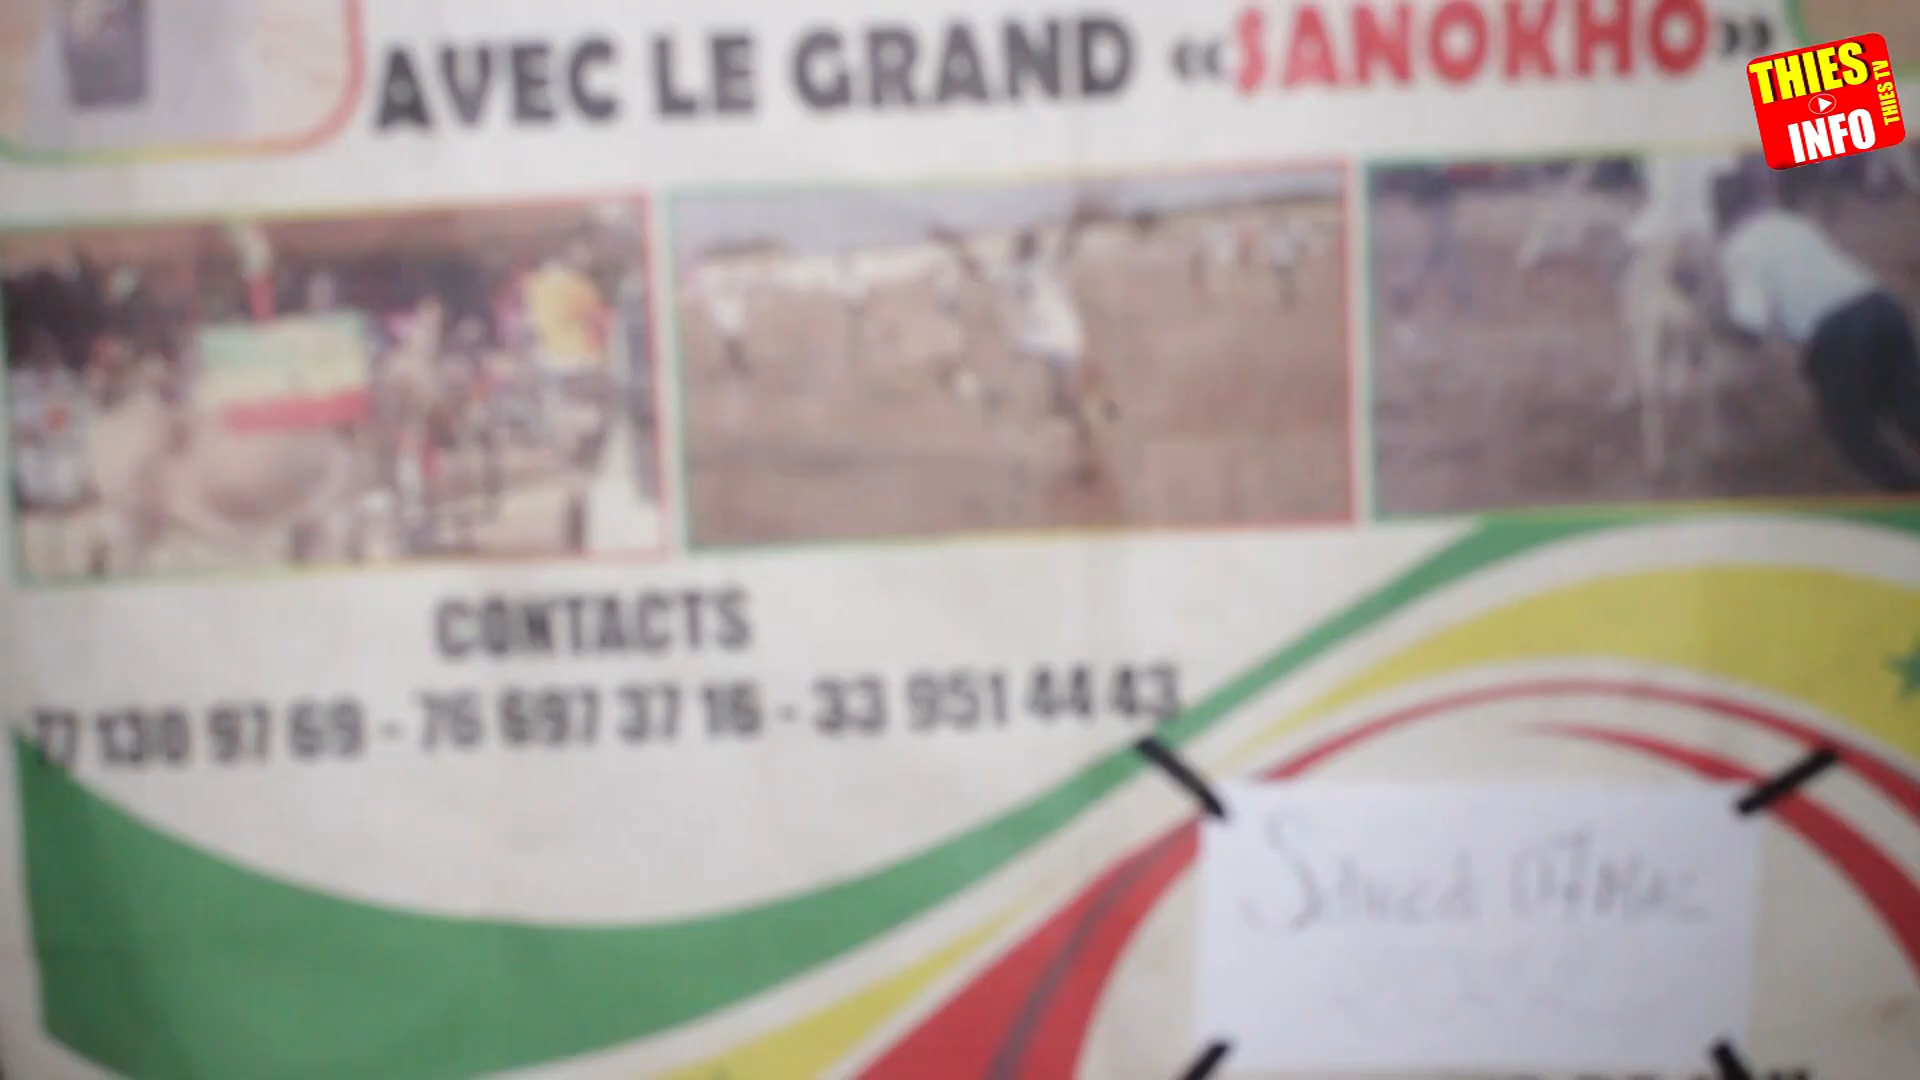 AVEC LE GRAND «SANOKHO»
THIES
INFO
THIES TV
CONTACTS
77 130 97 69 - 76 697 37 16 - 33 951 44 43